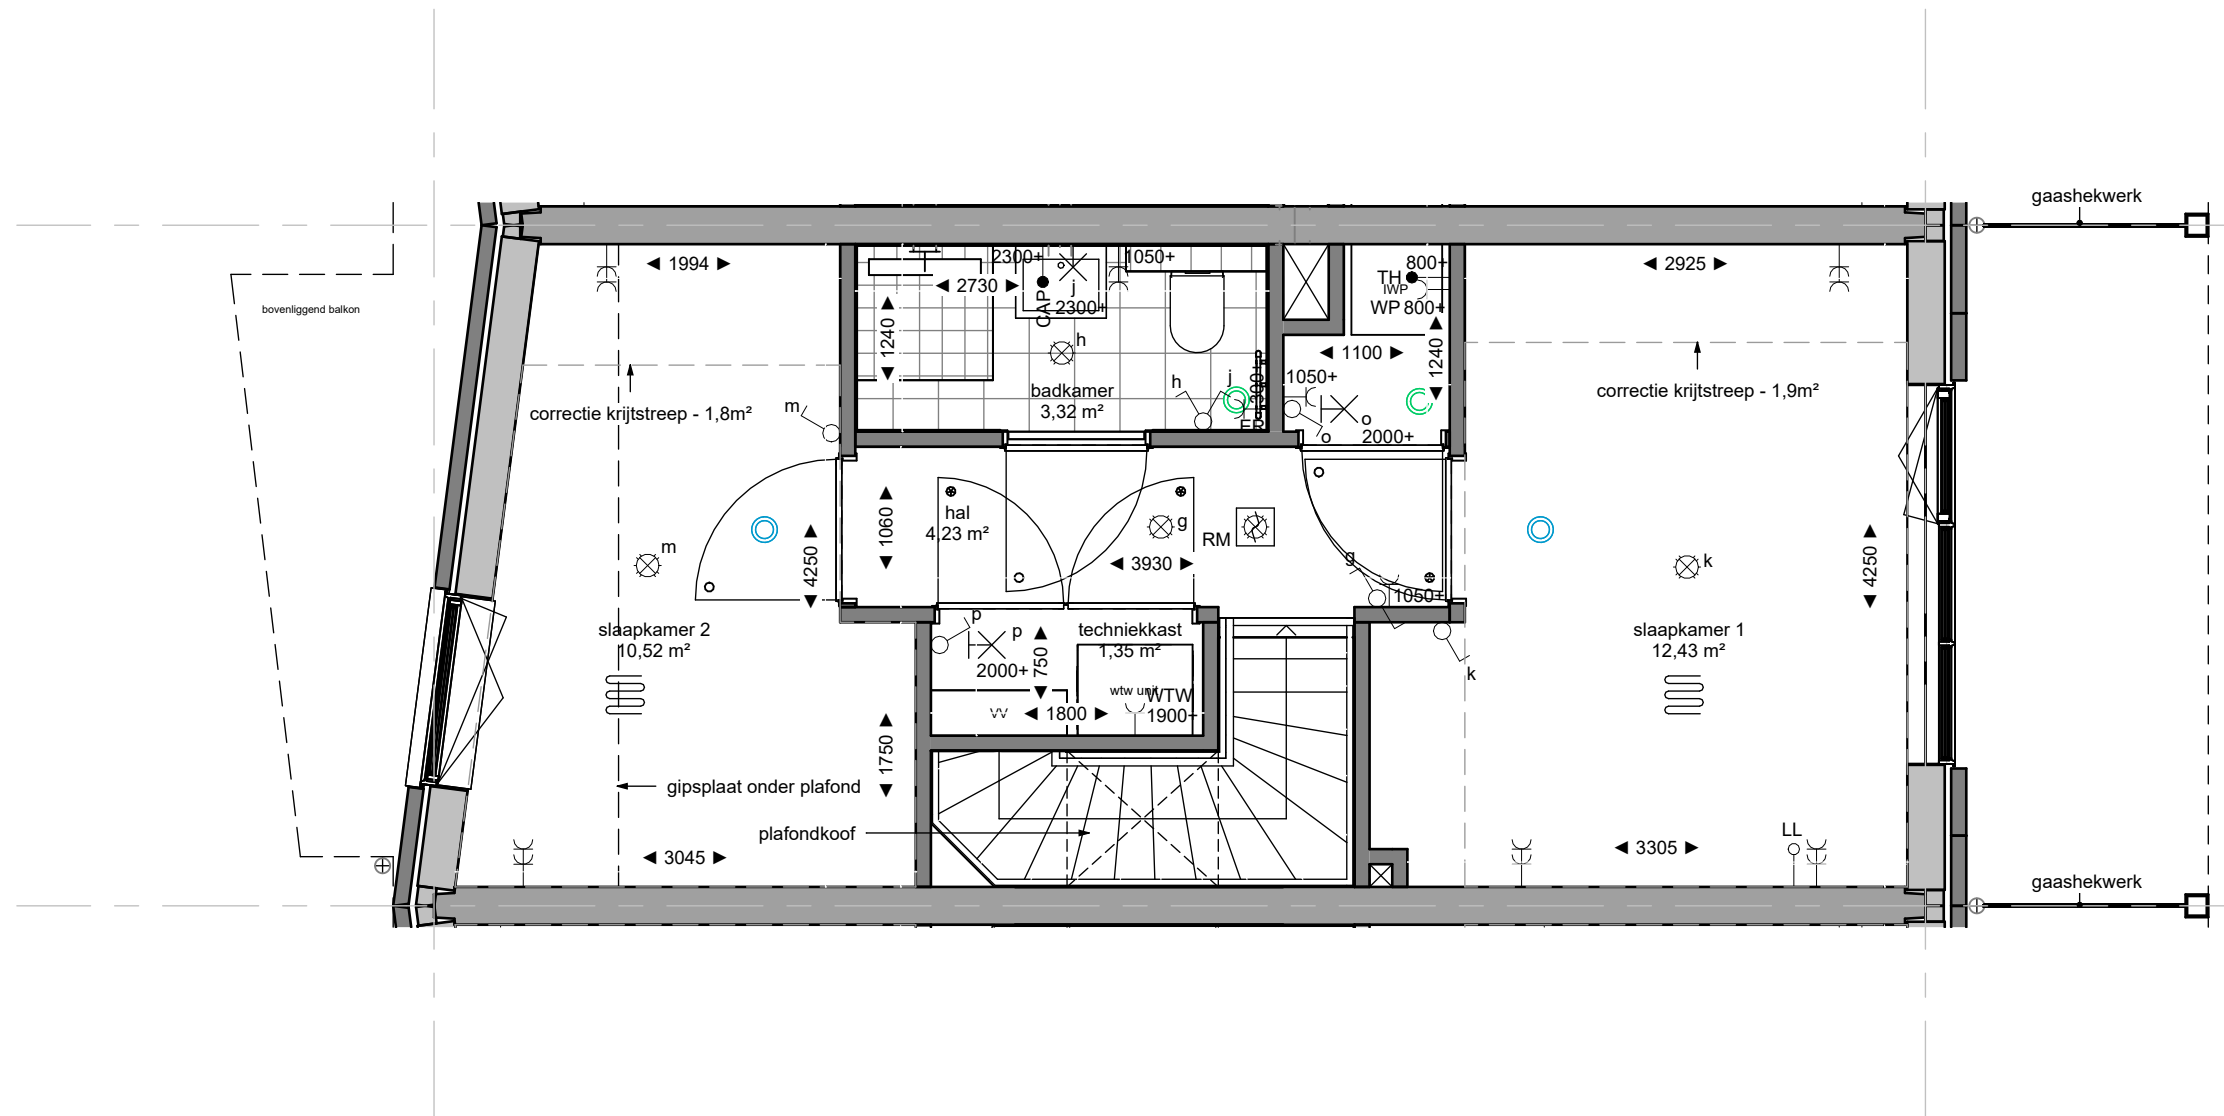 gaashekwerk
1994
2300+
1050+
800+
2925
TH
IWP
2730
j
WP 800+
CAP
2300+
bovenliggend balkon
1240
h
1240
1100
correctie krijtstreep - 1,8m²
badkamer
3,32 m²
h
j
1050+
correctie krijtstreep - 1,9m²
m
300+
o
o
2000+
1060
hal
4,23 m²
g
RM
m
4250
3930
g
k
4250
1050+
slaapkamer 2
10,52 m²
p
p
techniekkast
1,35 m²
slaapkamer 1
12,43 m²
2000+
750
k
wtw unit
WTW
1900+
1800
1750
gipsplaat onder plafond
plafondkoof
LL
3045
3305
gaashekwerk